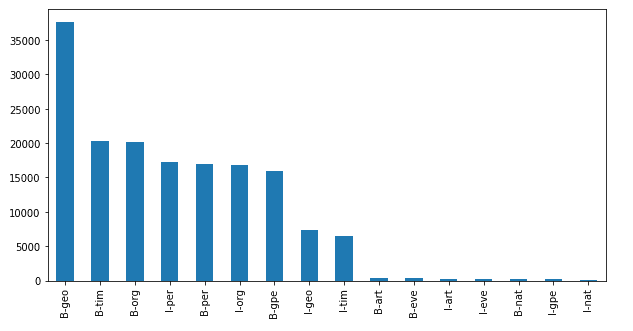 35000
30000
25000
20000
15000
10000
5000
0
B-geo
B-tim
B-org
I-per
B-per
I-org
B-gpe
I-geo
I-tim
B-art
B-eve
I-art
I-eve
B-nat
I-gpe
I-nat